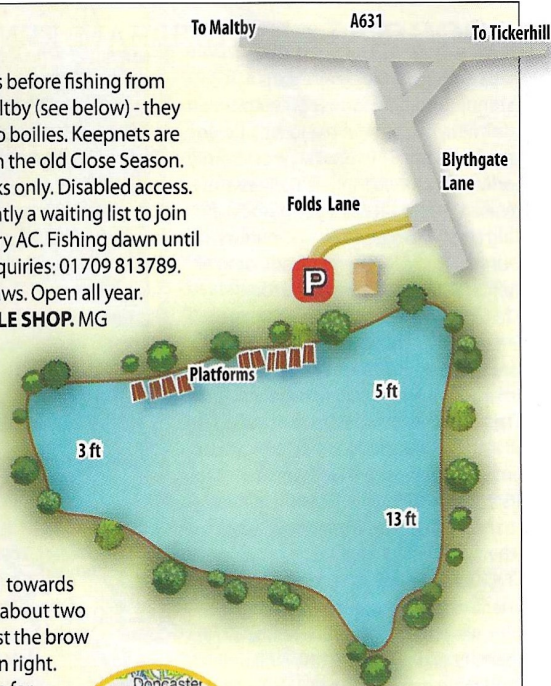 To Maltby
A631
To Tickerhill
s before fishing from
ltby (see below) - they
o boilies. Keepnets are
n the old Close Season.
ks only. Disabled access.
ntly a waiting list to join
ry AC. Fishing dawn until
quiries: 01709 813789.
ws. Open all year.
LE SHOP. MG
Blythgate
Lane
Folds Lane
P
Platforms
5 ft
3 ft
13 ft
towards
about two
st the brow
n right.
Doncaster